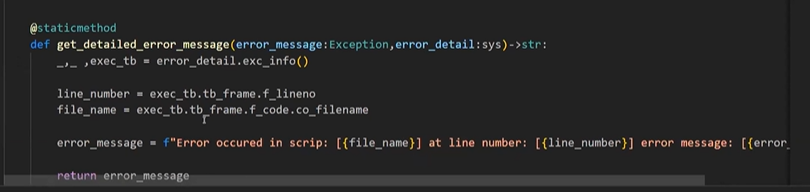 @staticmethod
def get_detailed_error_message(error_message:Exception,error_detail:sys)->str:
_,_ ,exec_tb = error_detail.exc_info()
line_number = exec_tb.tb_frame.f_lineno
file_name = exec_tb.tb_frame.f_code.co_filename
error_message = f"Error occured in scrip: [{file_name}] at line number: [{line_number}] error message: [{error_
return error_message